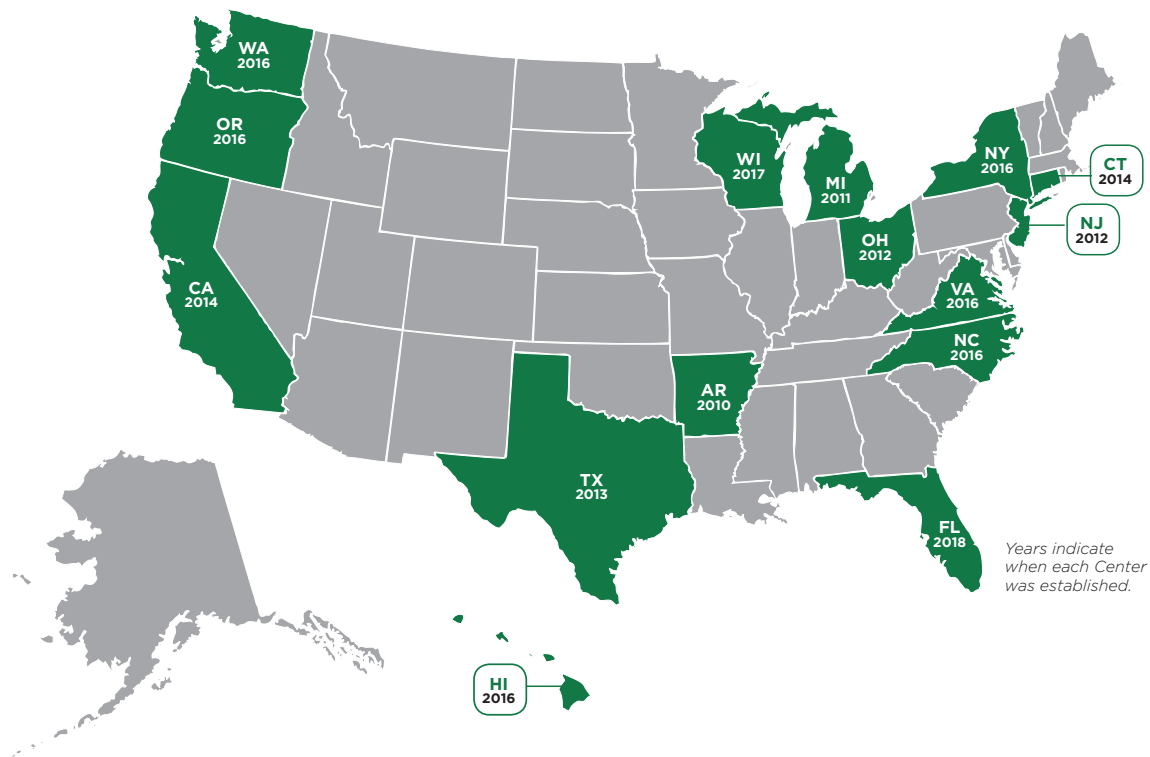 WA
2016
OR
2016
CA
2014
WI
2017
MI
2011
NY
2016
CT
2014
NJ
2012
OH
2012
VA
2016
NC
2016
AR
2010
TX
2013
FL
2018
Years indicate
when each Center
was established.
HI
2016